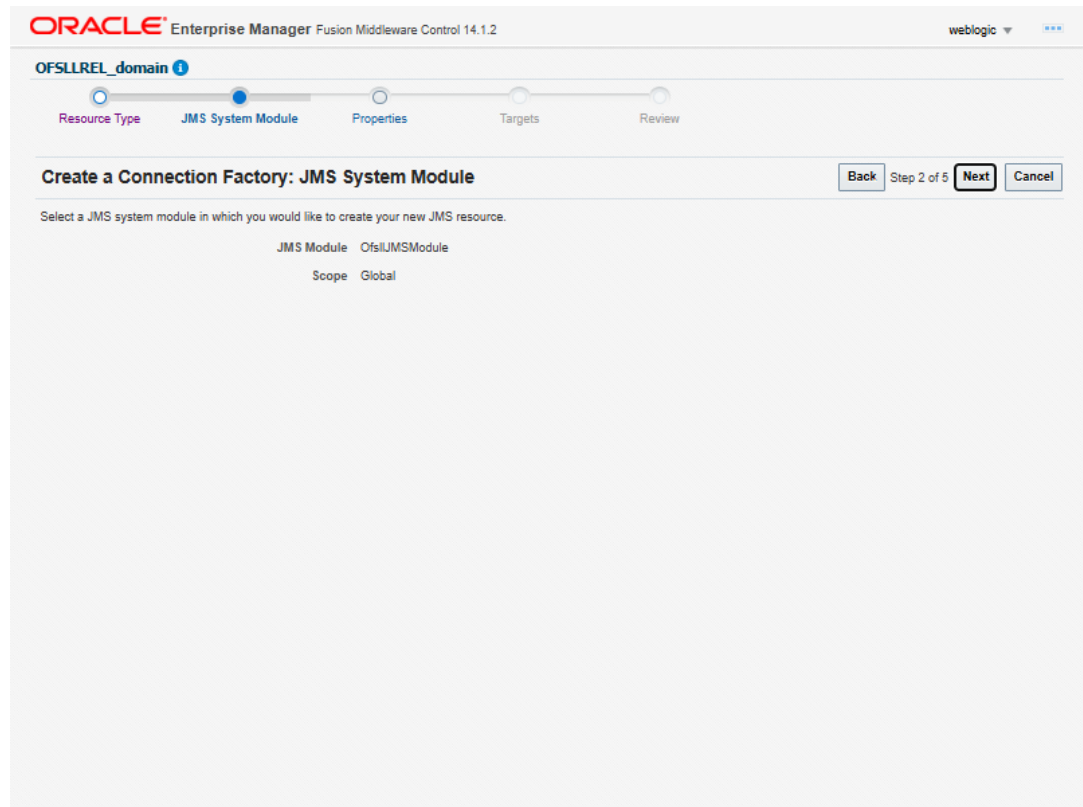 ORACLE Enterprise Manager Fusion Middleware Control 14.1.2 weblogic
OFSLLREL_domain
Resource Type JMS System Module Properties Targets Review
Create a Connection Factory: JMS System Module Back Step 2 of 5 Next Cancel
Select a JMS system module in which you would like to create your new JMS resource.
JMS Module OfsllJMSModule
Scope Global